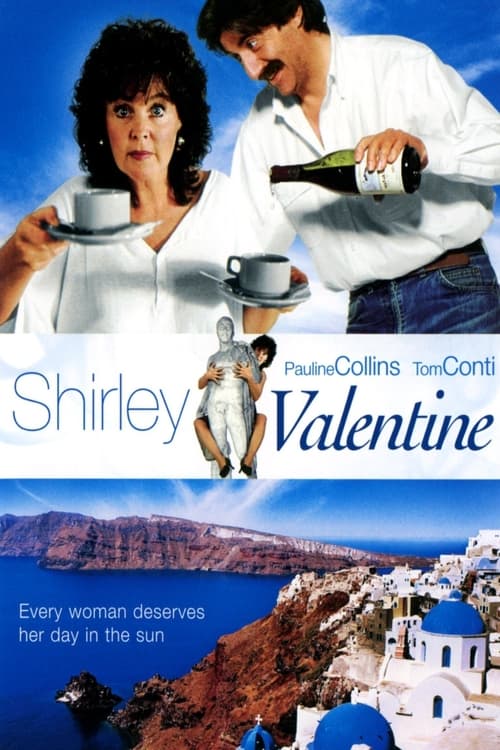 PaulineCollins TomConti
Shirley Valentine
Every woman deserves
her day in the sun